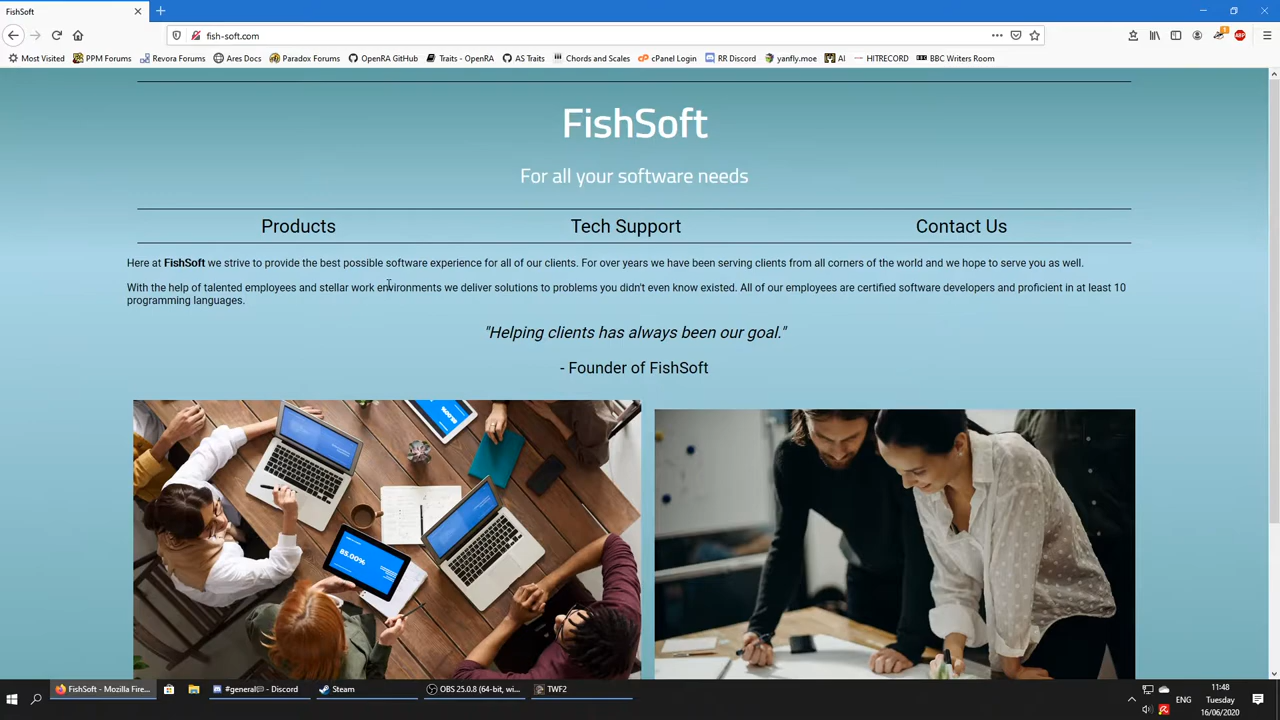 FishSoft
fish-soft.com
Most Visited PPM Forums Revora Forums Ares Docs Paradox Forums OpenRA GitHub Traits - OpenRA AS Traits Chords and Scales cPanel Login RR Discord yanfly.moe AI HITRECORD BBC Writers Room
FishSoft
For all your software needs
Products Tech Support Contact Us
Here at FishSoft we strive to provide the best possible software experience for all of our clients. For over years we have been serving clients from all corners of the world and we hope to serve you as well.
With the help of talented employees and stellar work environments we deliver solutions to problems you didn't even know existed. All of our employees are certified software developers and proficient in at least 10
programming languages.
"Helping clients has always been our goal."
- Founder of FishSoft
85.00%
FishSoft - Mozilla Fire... #general - Discord Steam OBS 25.0.8 (64-bit, wi... TWF2
ENG
11:48
Tuesday
16/06/2020